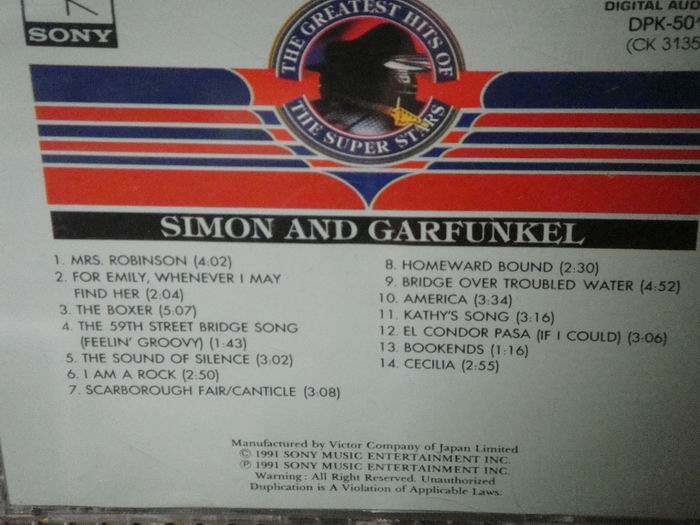 7
SONY
THE GREATEST HITS OF
THE SUPER STARS
DIGITAL AUD
DPK-50
(CK 3135
SIMON AND GARFUNKEL
1. MRS. ROBINSON (4:02)
2. FOR EMILY, WHENEVER I MAY
FIND HER (2:04)
3. THE BOXER (5:07)
4. THE 59TH STREET BRIDGE SONG
(FEELIN' GROOVY) (1:43)
5. THE SOUND OF SILENCE (3:02)
6. I AM A ROCK (2:50)
7. SCARBOROUGH FAIR/CANTICLE (3:08)
8. HOMEWARD BOUND (2:30)
9. BRIDGE OVER TROUBLED WATER (4:52)
10. AMERICA (3:34)
11. KATHY'S SONG (3:16)
12. EL CONDOR PASA (IF I COULD) (3:06)
13. BOOKENDS (1:16)
14. CECILIA (2:55)
Manufactured by Victor Company of Japan Limited
© 1991 SONY MUSIC ENTERTAINMENT INC.
℗ 1991 SONY MUSIC ENTERTAINMENT INC.
Warning : All Right Reserved. Unauthorized
Duplication is A Violation of Applicable Laws.